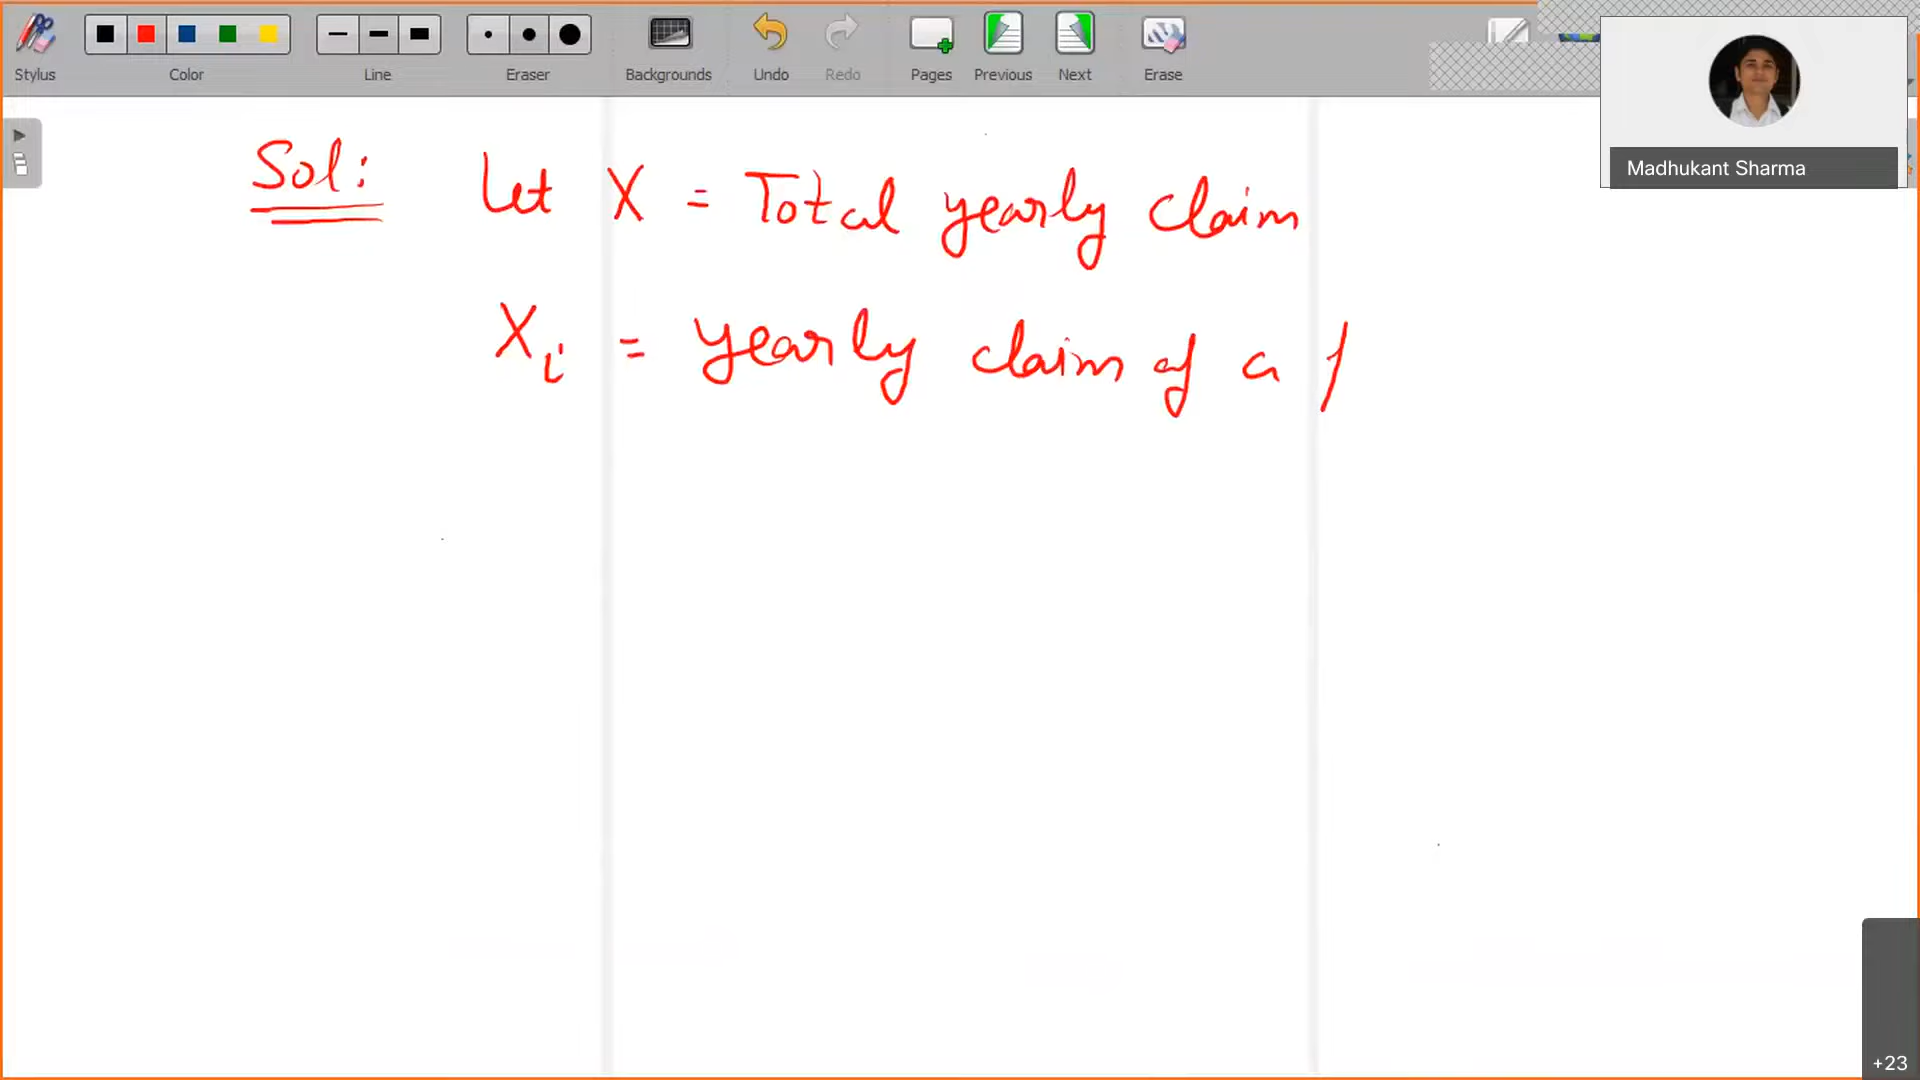 Stylus
Color
Line
Eraser
Backgrounds
Undo
Redo
Pages
Previous
Next
Erase
Madhukant Sharma
Sol: Let X = Total yearly claim
Xi = yearly claim of a
+23